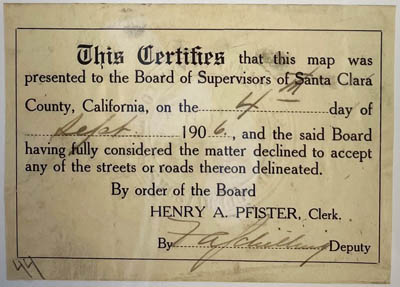 This Certifies that this map was
presented to the Board of Supervisors of Santa Clara
County, California, on the 4th day of
Sept. 1906, and the said Board
having fully considered the matter declined to accept
any of the streets or roads thereon delineated.
By order of the Board
HENRY A. PFISTER, Clerk.
By F A Schilling Deputy
44